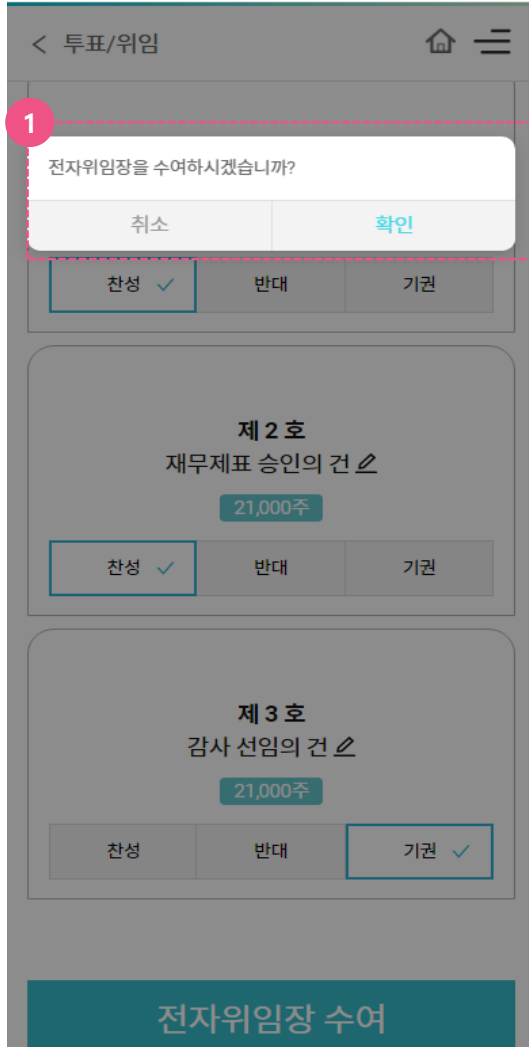 < 투표/위임
1
전자위임장을 수여하시겠습니까?
취소 확인
찬성 반대 기권
제 2 호
재무제표 승인의 건
21,000주
찬성 반대 기권
제 3 호
감사 선임의 건
21,000주
찬성 반대 기권
전자위임장 수여